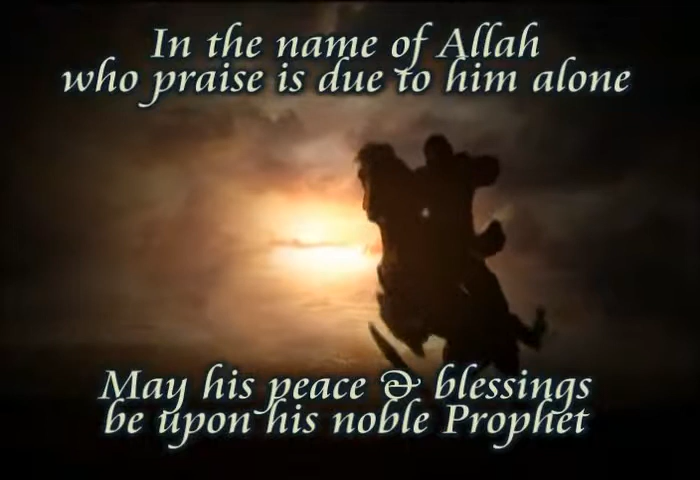 In the name of Allah
who praise is due to him alone
May his peace & blessings
be upon his noble Prophet